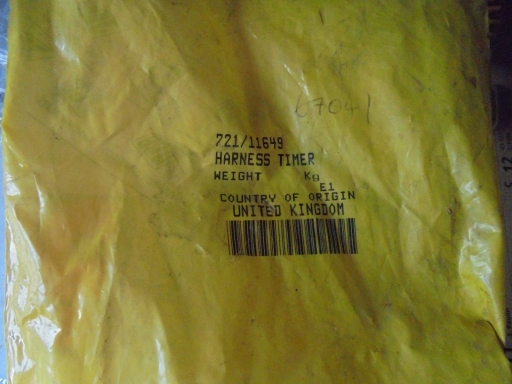 67041
721/11649
HARNESS TIMER
WEIGHT Kg
E1
COUNTRY OF ORIGIN
UNITED KINGDOM